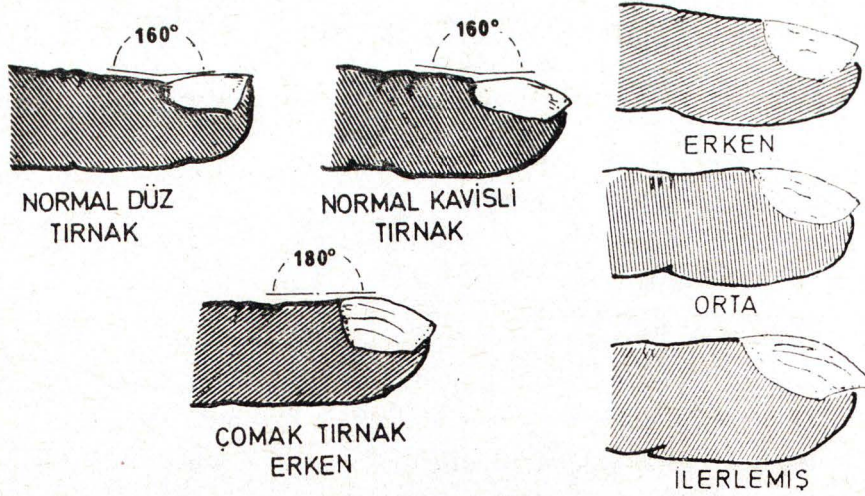 160°
NORMAL DÜZ
TIRNAK
160°
NORMAL KAVİSLİ
TIRNAK
180°
ÇOMAK TIRNAK
ERKEN
ERKEN
ORTA
İLERLEMİŞ